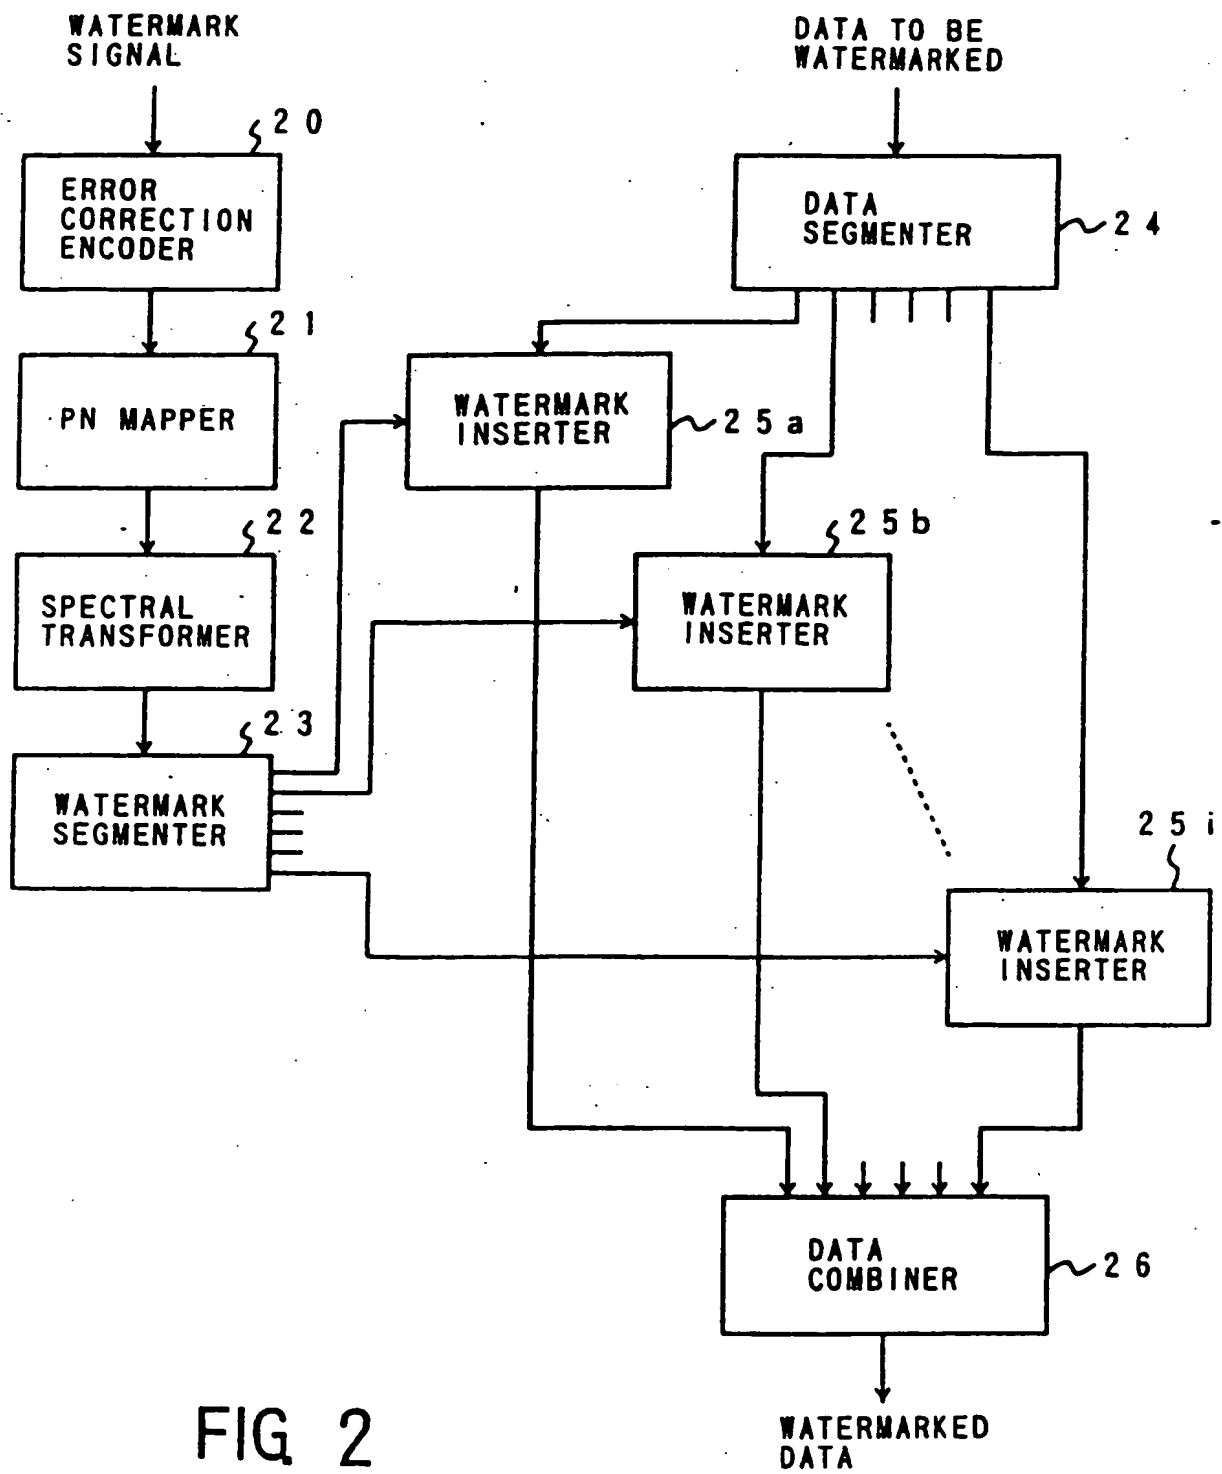 WATERMARK
SIGNAL
DATA TO BE
WATERMARKED
20
ERROR
CORRECTION
ENCODER
DATA
SEGMENTER
24
21
PN MAPPER
WATERMARK
INSERTER
25a
22
SPECTRAL
TRANSFORMER
25b
WATERMARK
INSERTER
23
WATERMARK
SEGMENTER
25i
WATERMARK
INSERTER
DATA
COMBINER
26
WATERMARKED
DATA
FIG. 2